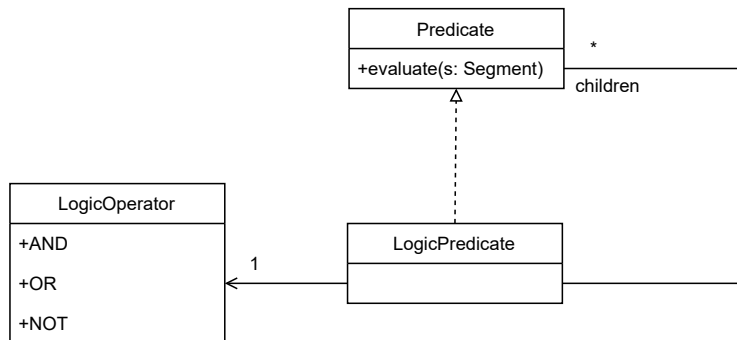 Predicate
+evaluate(s: Segment)
*
children
LogicOperator
+AND
+OR
+NOT
1
LogicPredicate